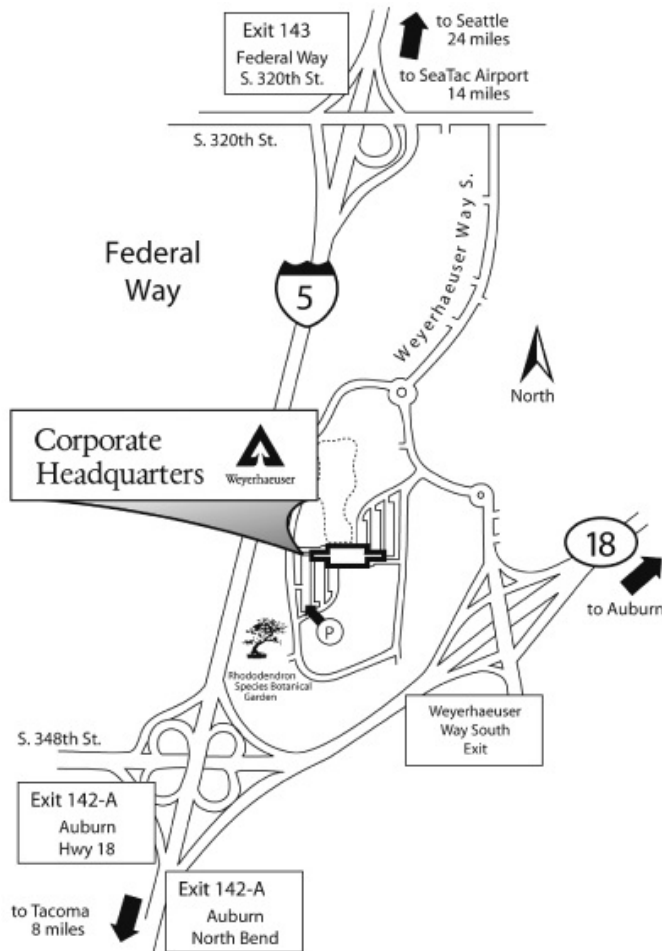 Exit 143
Federal Way
S. 320th St.
to Seattle
24 miles
to SeaTac Airport
14 miles
S. 320th St.
Federal
Way
5
Weyerhaeuser Way S.
North
Corporate
Headquarters
Weyerhaeuser
18
to Auburn
P
Rhododendron
Species Botanical
Garden
Weyerhaeuser
Way South
Exit
S. 348th St.
Exit 142-A
Auburn
Hwy 18
Exit 142-A
Auburn
North Bend
to Tacoma
8 miles